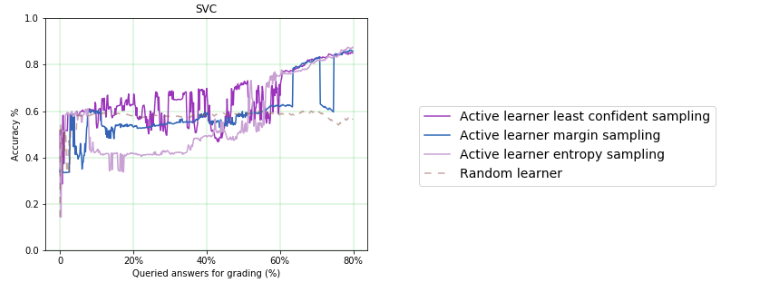 SVC
1.0
0.8
0.6
0.4
0.2
0.0
Accuracy %
0 20% 40% 60% 80%
Queried answers for grading (%)
Active learner least confident sampling
Active learner margin sampling
Active learner entropy sampling
Random learner